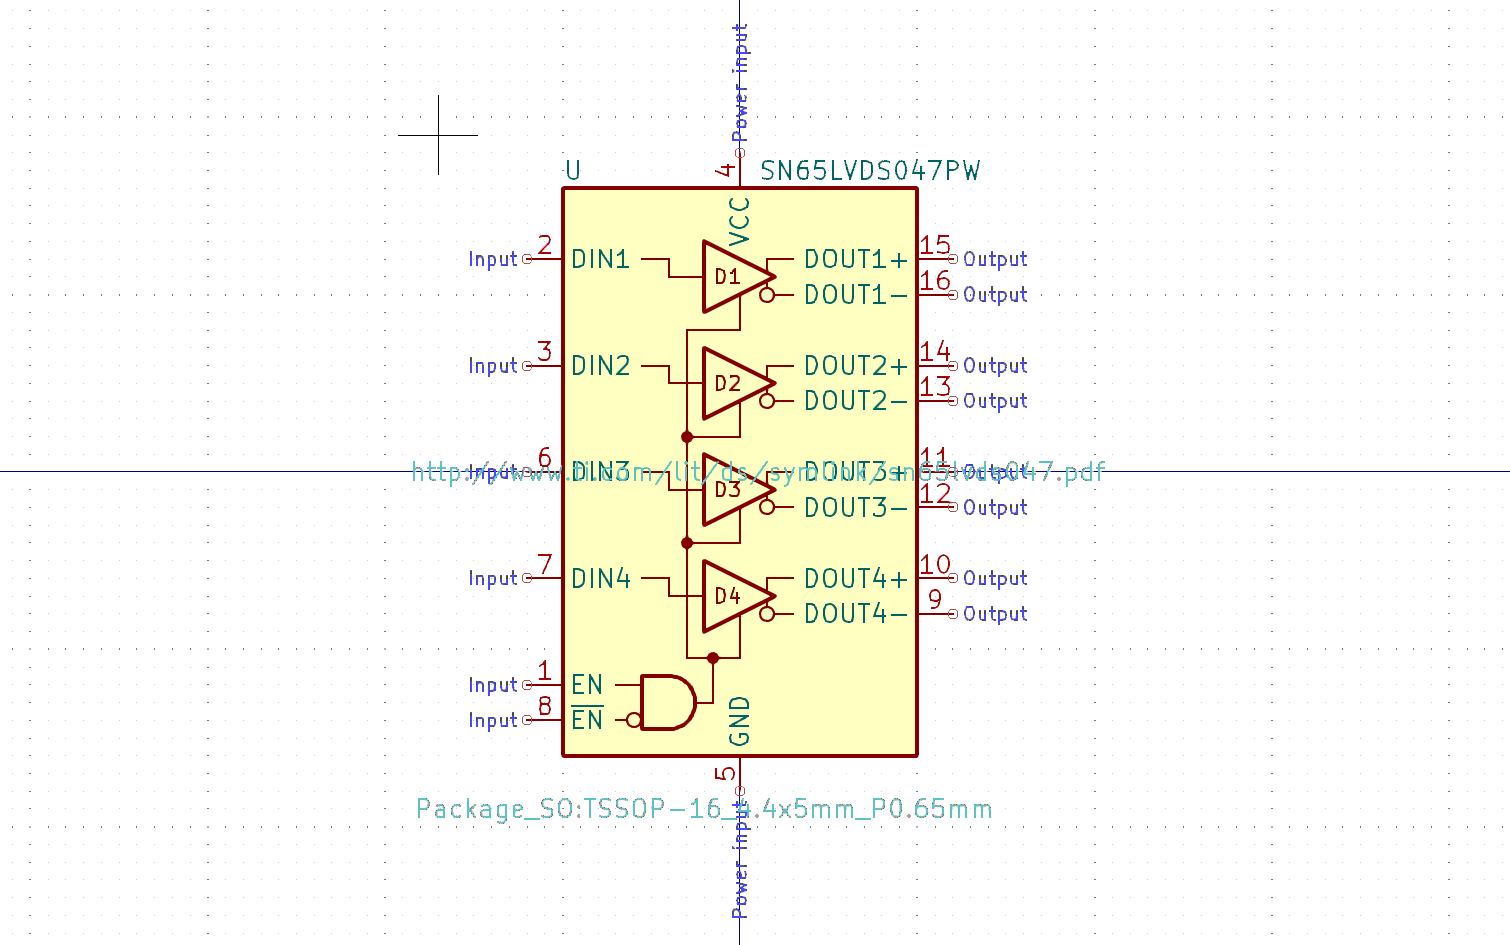 Power input
4
U
SN65LVDS047PW
VCC
Input 2 DIN1 D1 DOUT1+ 15 Output
DOUT1- 16 Output
Input 3 DIN2 D2 DOUT2+ 14 Output
DOUT2- 13 Output
Input 6 DIN3 D3 DOUT3+ 11 Output
http://www.ti.com/lit/ds/symlink/sn65lvds047.pdf
DOUT3- 12 Output
Input 7 DIN4 D4 DOUT4+ 10 Output
DOUT4- 9 Output
Input 1 EN
Input 8 EN
GND
5
Package_SO:TSSOP-16_4.4x5mm_P0.65mm
Power input